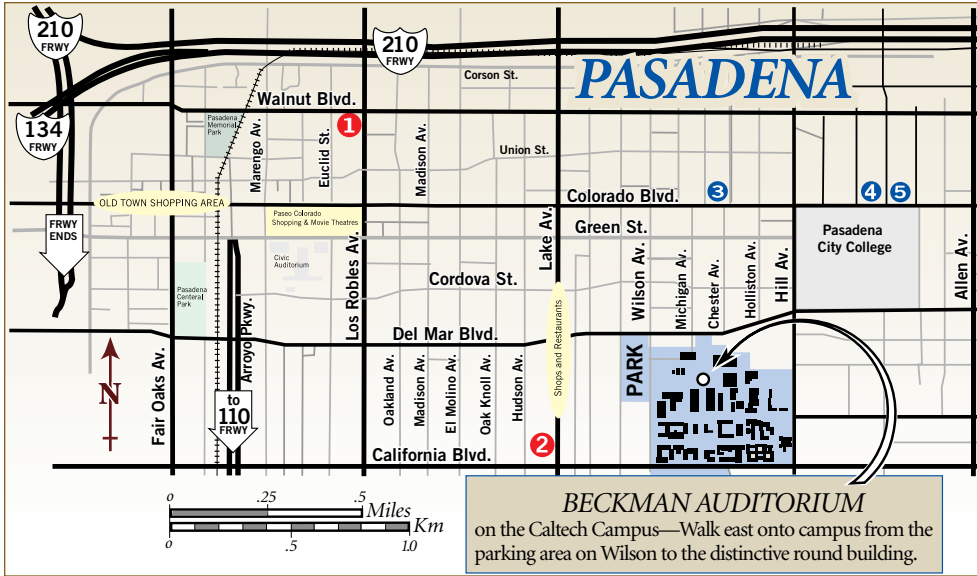 210
FRWY
210
FRWY
PASADENA
Corson St.
Walnut Blvd.
134
FRWY
Pasadena
Memorial
Park
1
Marengo Av.
Euclid St.
Madison Av.
Union St.
OLD TOWN SHOPPING AREA
Colorado Blvd.
3
4
5
Paseo Colorado
Shopping & Movie Theatres
Green St.
FRWY
ENDS
Civic
Auditorium
Los Robles Av.
Lake Av.
Pasadena
City College
Cordova St.
Wilson Av.
Michigan Av.
Chester Av.
Holliston Av.
Hill Av.
Allen Av.
Pasadena
Centeral
Park
Arroyo Pkwy.
Del Mar Blvd.
Shops and Restaurants
N
Fair Oaks Av.
to
110
FRWY
Oakland Av.
Madison Av.
El Molino Av.
Oak Knoll Av.
Hudson Av.
PARK
2
California Blvd.
0 .25 .5
Miles
Km
0 .5 1.0
BECKMAN AUDITORIUM
on the Caltech Campus—Walk east onto campus from the
parking area on Wilson to the distinctive round building.